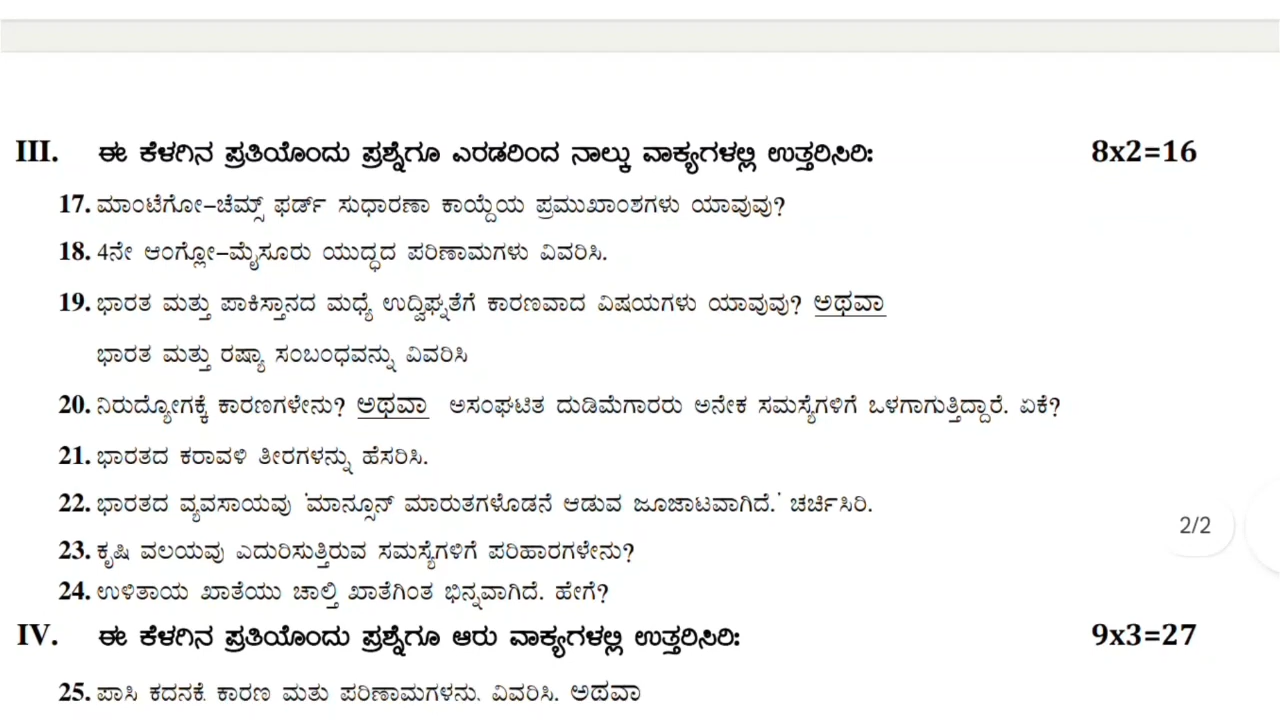 III. ಈ ಕೆಳಗಿನ ಪ್ರತಿಯೊಂದು ಪ್ರಶ್ನೆಗೂ ಎರಡರಿಂದ ನಾಲ್ಕು ವಾಕ್ಯಗಳಲ್ಲಿ ಉತ್ತರಿಸಿರಿ: 8x2=16
17. ಮಾಂಟೆಗೋ–ಚೆಮ್ಸ್ ಫರ್ಡ್ ಸುಧಾರಣಾ ಕಾಯ್ದೆಯ ಪ್ರಮುಖಾಂಶಗಳು ಯಾವುವು?
18. 4ನೇ ಆಂಗ್ಲೋ–ಮೈಸೂರು ಯುದ್ಧದ ಪರಿಣಾಮಗಳು ವಿವರಿಸಿ.
19. ಭಾರತ ಮತ್ತು ಪಾಕಿಸ್ತಾನದ ಮಧ್ಯೆ ಉದ್ವಿಘ್ನತೆಗೆ ಕಾರಣವಾದ ವಿಷಯಗಳು ಯಾವುವು? ಅಥವಾ
ಭಾರತ ಮತ್ತು ರಷ್ಯಾ ಸಂಬಂಧವನ್ನು ವಿವರಿಸಿ
20. ನಿರುದ್ಯೋಗಕ್ಕೆ ಕಾರಣಗಳೇನು? ಅಥವಾ ಅಸಂಘಟಿತ ದುಡಿಮೆಗಾರರು ಅನೇಕ ಸಮಸ್ಯೆಗಳಿಗೆ ಒಳಗಾಗುತ್ತಿದ್ದಾರೆ. ಏಕೆ?
21. ಭಾರತದ ಕರಾವಳಿ ತೀರಗಳನ್ನು ಹೆಸರಿಸಿ.
22. ಭಾರತದ ವ್ಯವಸಾಯವು 'ಮಾನ್ಸೂನ್ ಮಾರುತಗಳೊಡನೆ ಆಡುವ ಜೂಜಾಟವಾಗಿದೆ.' ಚರ್ಚಿಸಿರಿ.
2/2
23. ಕೃಷಿ ವಲಯವು ಎದುರಿಸುತ್ತಿರುವ ಸಮಸ್ಯೆಗಳಿಗೆ ಪರಿಹಾರಗಳೇನು?
24. ಉಳಿತಾಯ ಖಾತೆಯು ಚಾಲ್ತಿ ಖಾತೆಗಿಂತ ಭಿನ್ನವಾಗಿದೆ. ಹೇಗೆ?
IV. ಈ ಕೆಳಗಿನ ಪ್ರತಿಯೊಂದು ಪ್ರಶ್ನೆಗೂ ಆರು ವಾಕ್ಯಗಳಲ್ಲಿ ಉತ್ತರಿಸಿರಿ: 9x3=27
25. ಪ್ಲಾಸಿ ಕದನಕ್ಕೆ ಕಾರಣ ಮತ್ತು ಪರಿಣಾಮಗಳನ್ನು ವಿವರಿಸಿ. ಅಥವಾ